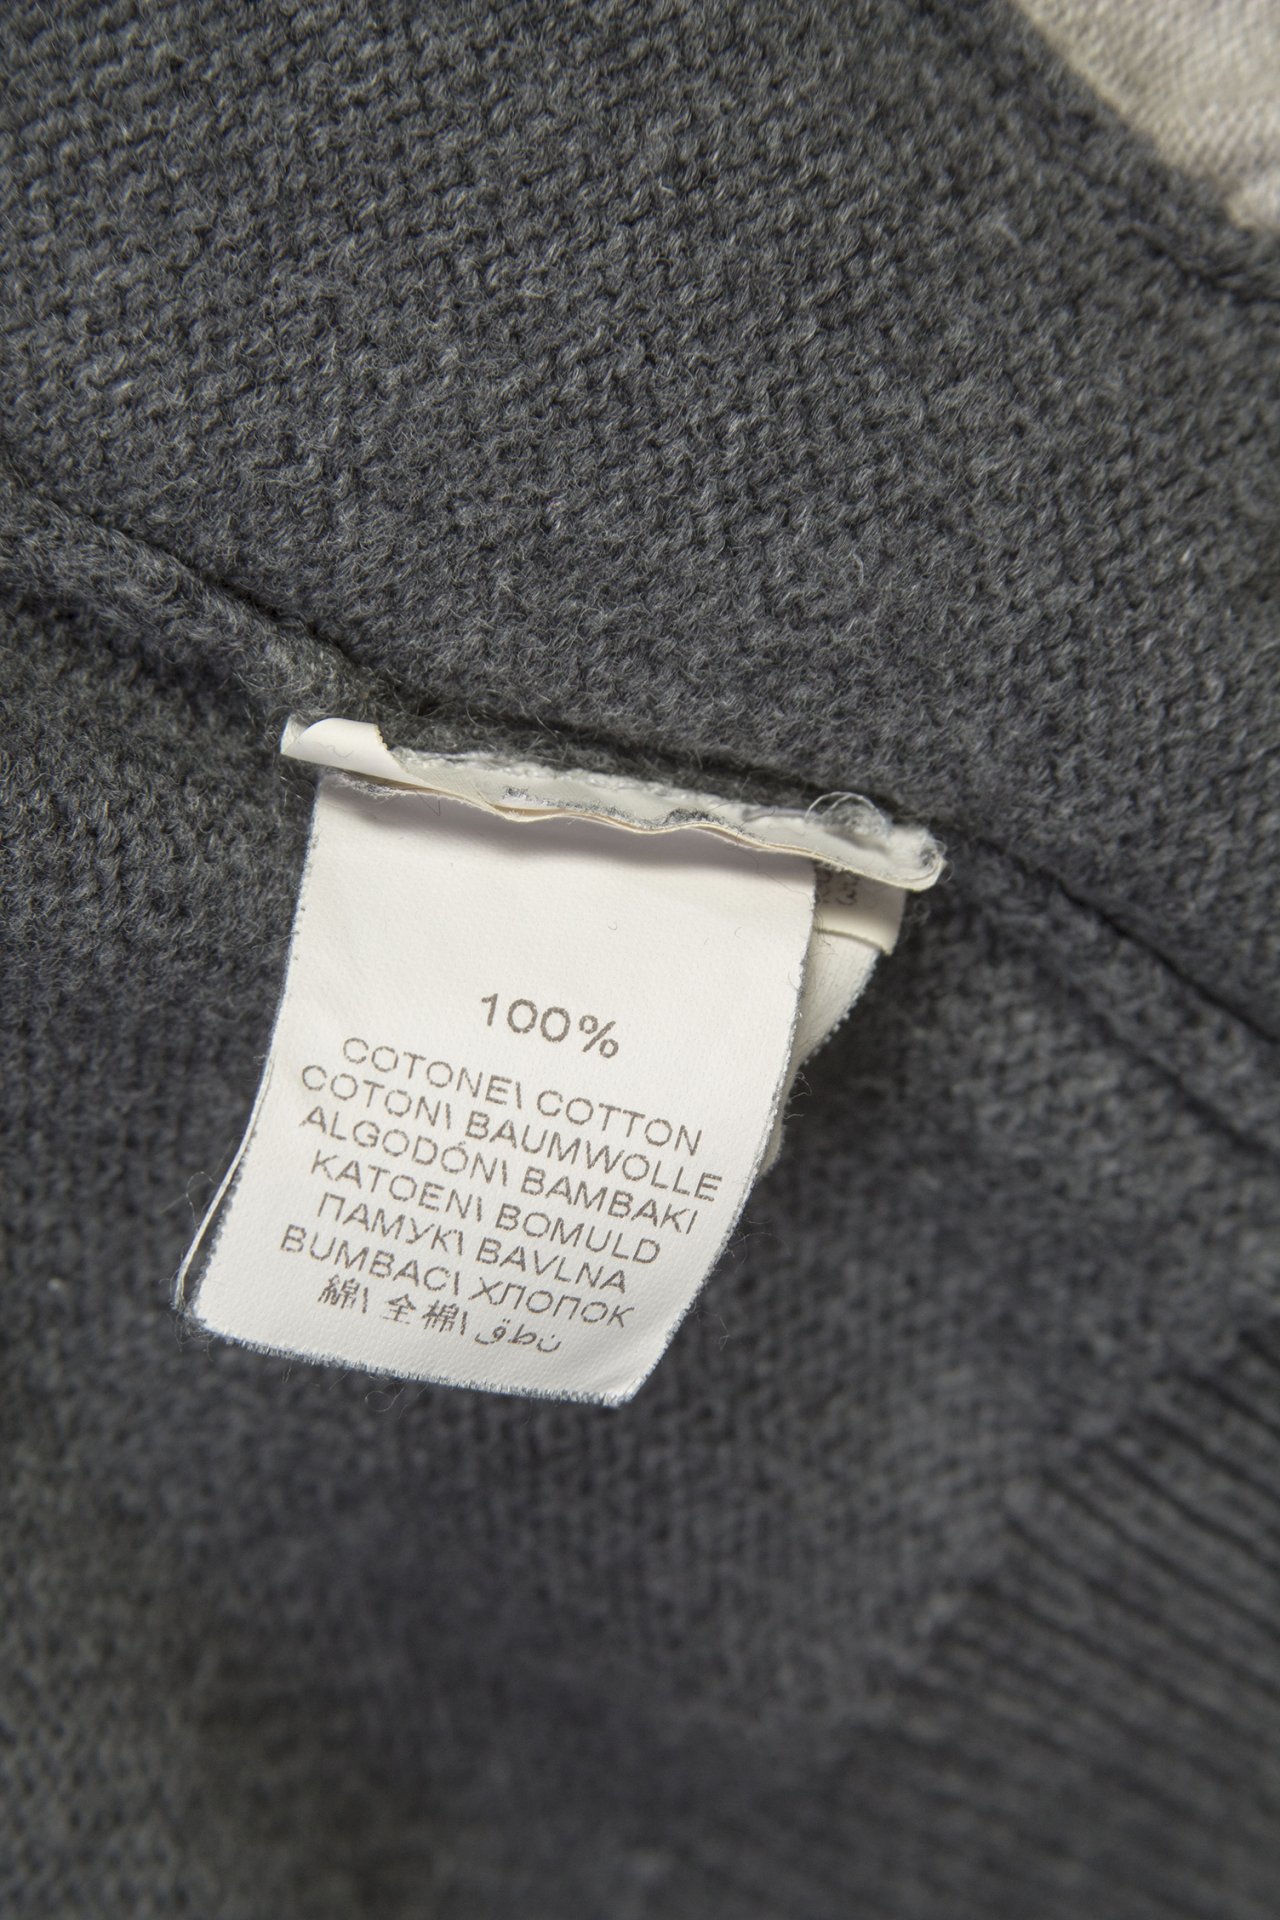 100%
COTONE\ COTTON
COTON\ BAUMWOLLE
ALGODÓN\ BAMBAKI
KATOEN\ BOMULD
ПАМУК\ BAVLNA
BUMBAC\ ХЛОПОК
綿\ 全棉\ قطن